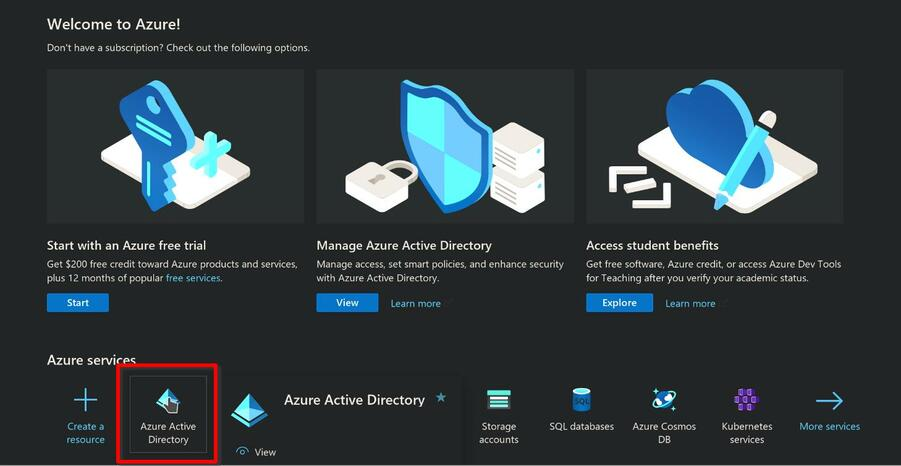 Welcome to Azure!
Don't have a subscription? Check out the following options.
Start with an Azure free trial
Get $200 free credit toward Azure products and services,
plus 12 months of popular free services.
Start
Manage Azure Active Directory
Manage access, set smart policies, and enhance security
with Azure Active Directory.
View
Learn more
Access student benefits
Get free software, Azure credit, or access Azure Dev Tools
for Teaching after you verify your academic status.
Explore
Learn more
Azure services
Create a
resource
Azure Active
Directory
Azure Active Directory
View
Storage
accounts
SQL
SQL databases
Azure Cosmos
DB
Kubernetes
services
More services